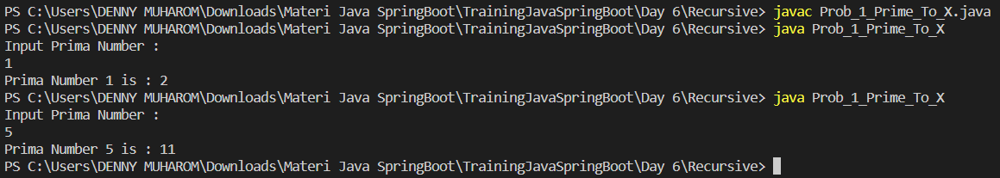 PS C:\Users\DENNY MUHAROM\Downloads\Materi Java SpringBoot\TrainingJavaSpringBoot\Day 6\Recursive> javac Prob_1_Prime_To_X.java
PS C:\Users\DENNY MUHAROM\Downloads\Materi Java SpringBoot\TrainingJavaSpringBoot\Day 6\Recursive> java Prob_1_Prime_To_X
Input Prima Number :
1
Prima Number 1 is : 2
PS C:\Users\DENNY MUHAROM\Downloads\Materi Java SpringBoot\TrainingJavaSpringBoot\Day 6\Recursive> java Prob_1_Prime_To_X
Input Prima Number :
5
Prima Number 5 is : 11
PS C:\Users\DENNY MUHAROM\Downloads\Materi Java SpringBoot\TrainingJavaSpringBoot\Day 6\Recursive>